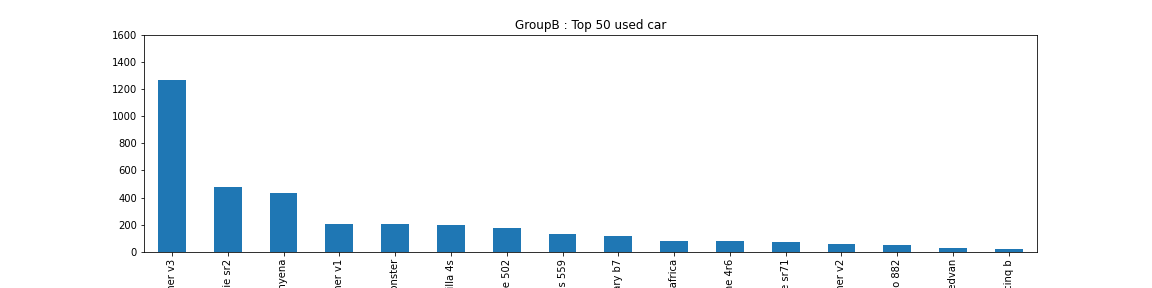 GroupB : Top 50 used car
1600
1400
1200
1000
800
600
400
200
0
ner v3
ie sr2
nyena
ner v1
onster
illa 4s
e 502
s 559
ary b7
africa
ne 4r6
e sr71
ner v2
o 882
edvan
cinq b